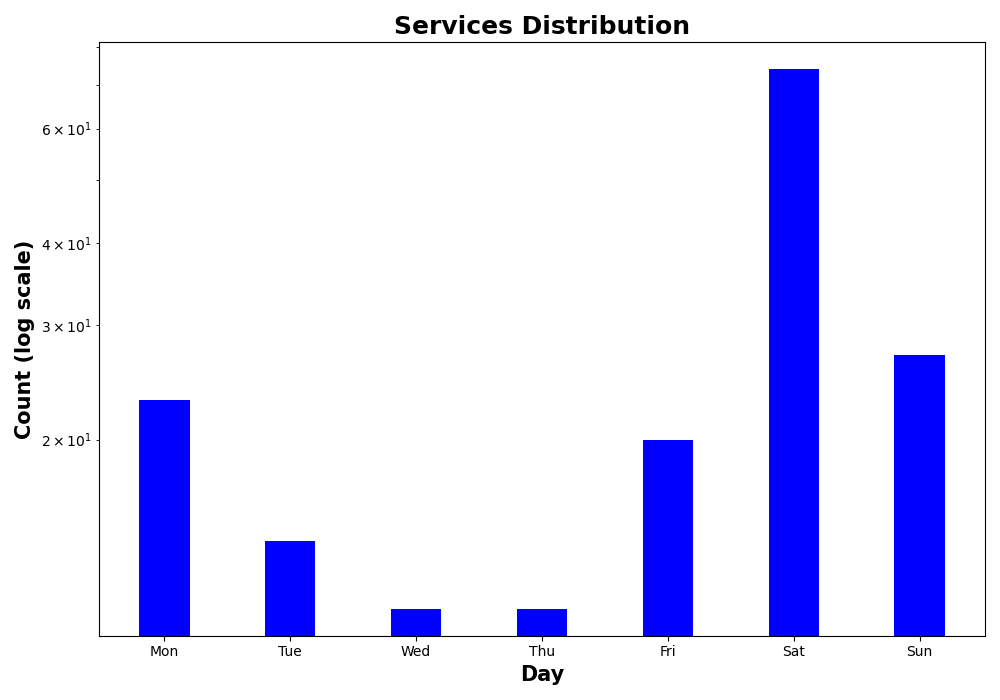 Services Distribution
Count (log scale)
6 × 10¹
4 × 10¹
3 × 10¹
2 × 10¹
Mon Tue Wed Thu Fri Sat Sun
Day